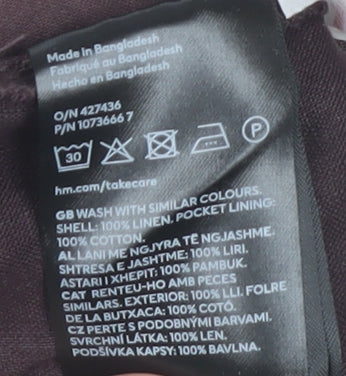 Made in Bangladesh
Fabriqué au Bangladesh
Hecho en Bangladesh
O/N 427436
P/N 1073666 7
30
P
hm.com/takecare
GB WASH WITH SIMILAR COLOURS.
SHELL: 100% LINEN, POCKET LINING:
100% COTTON.
AL LANI ME NGJYRA TË NGJASHME.
SHTRESA E JASHTME: 100% LIRI.
ASTARI I XHEPIT: 100% PAMBUK.
CAT RENTEU-HO AMB PECES
SIMILARS. EXTERIOR: 100% LLI. FOLRE
DE LA BUTXACA: 100% COTÓ.
CZ PERTE S PODOBNÝMI BARVAMI.
SVRCHNÍ LÁTKA: 100% LEN.
PODŠÍVKA KAPSY: 100% BAVLNA.